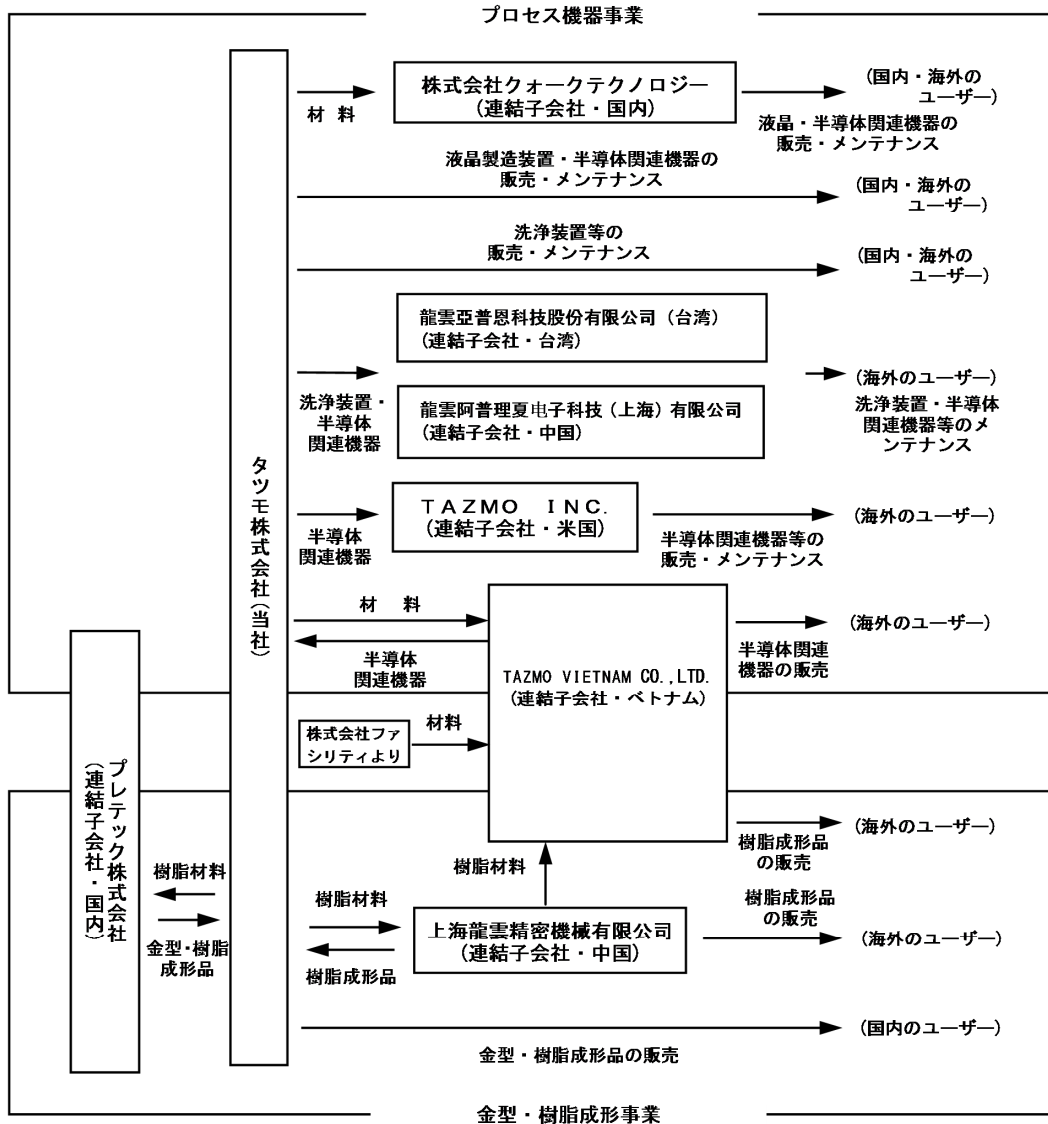 プロセス機器事業
株式会社クォークテクノロジー
(連結子会社・国内)
材 料
(国内・海外の
ユーザー)
液晶・半導体関連機器の
販売・メンテナンス
液晶製造装置・半導体関連機器の
販売・メンテナンス
(国内・海外の
ユーザー)
洗浄装置等の
販売・メンテナンス
(国内・海外の
ユーザー)
龍雲亞普恩科技股份有限公司(台湾)
(連結子会社・台湾)
洗浄装置・
半導体
関連機器
龍雲阿普理夏电子科技(上海)有限公司
(連結子会社・中国)
(海外のユーザー)
洗浄装置・半導体
関連機器等のメ
ンテナンス
タツモ株式会社(当社)
半導体
関連機器
TAZMO INC.
(連結子会社・米国)
半導体関連機器等の
販売・メンテナンス
(海外のユーザー)
材 料
半導体
関連機器
TAZMO VIETNAM CO.,LTD.
(連結子会社・ベトナム)
(海外のユーザー)
半導体関連
機器の販売
株式会社ファ
シリティより
材料
プレテック株式会社
(連結子会社・国内)
樹脂材料
金型・樹脂
成形品
(海外のユーザー)
樹脂成形品
の販売
樹脂材料
樹脂材料
樹脂成形品
上海龍雲精密機械有限公司
(連結子会社・中国)
樹脂成形品
の販売
(海外のユーザー)
(国内のユーザー)
金型・樹脂成形品の販売
金型・樹脂成形事業